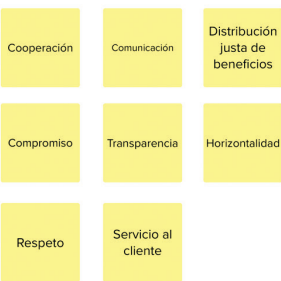 Cooperación
Comunicación
Distribución
justa de
beneficios
Compromiso
Transparencia
Horizontalidad
Respeto
Servicio al
cliente